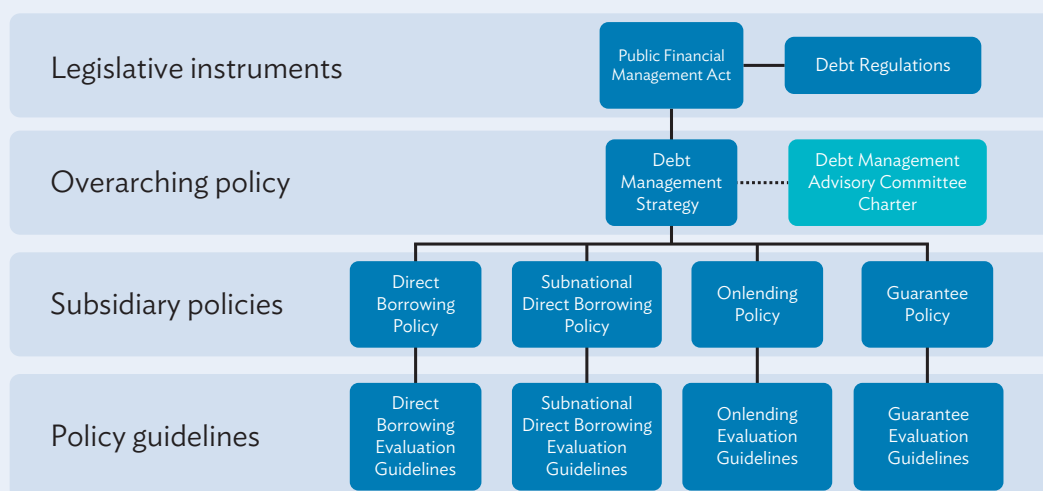 Legislative instruments
Public Financial
Management Act
Debt Regulations
Overarching policy
Debt
Management
Strategy
Debt Management
Advisory Committee
Charter
Subsidiary policies
Direct
Borrowing
Policy
Subnational
Direct Borrowing
Policy
Onlending
Policy
Guarantee
Policy
Policy guidelines
Direct
Borrowing
Evaluation
Guidelines
Subnational
Direct Borrowing
Evaluation
Guidelines
Onlending
Evaluation
Guidelines
Guarantee
Evaluation
Guidelines